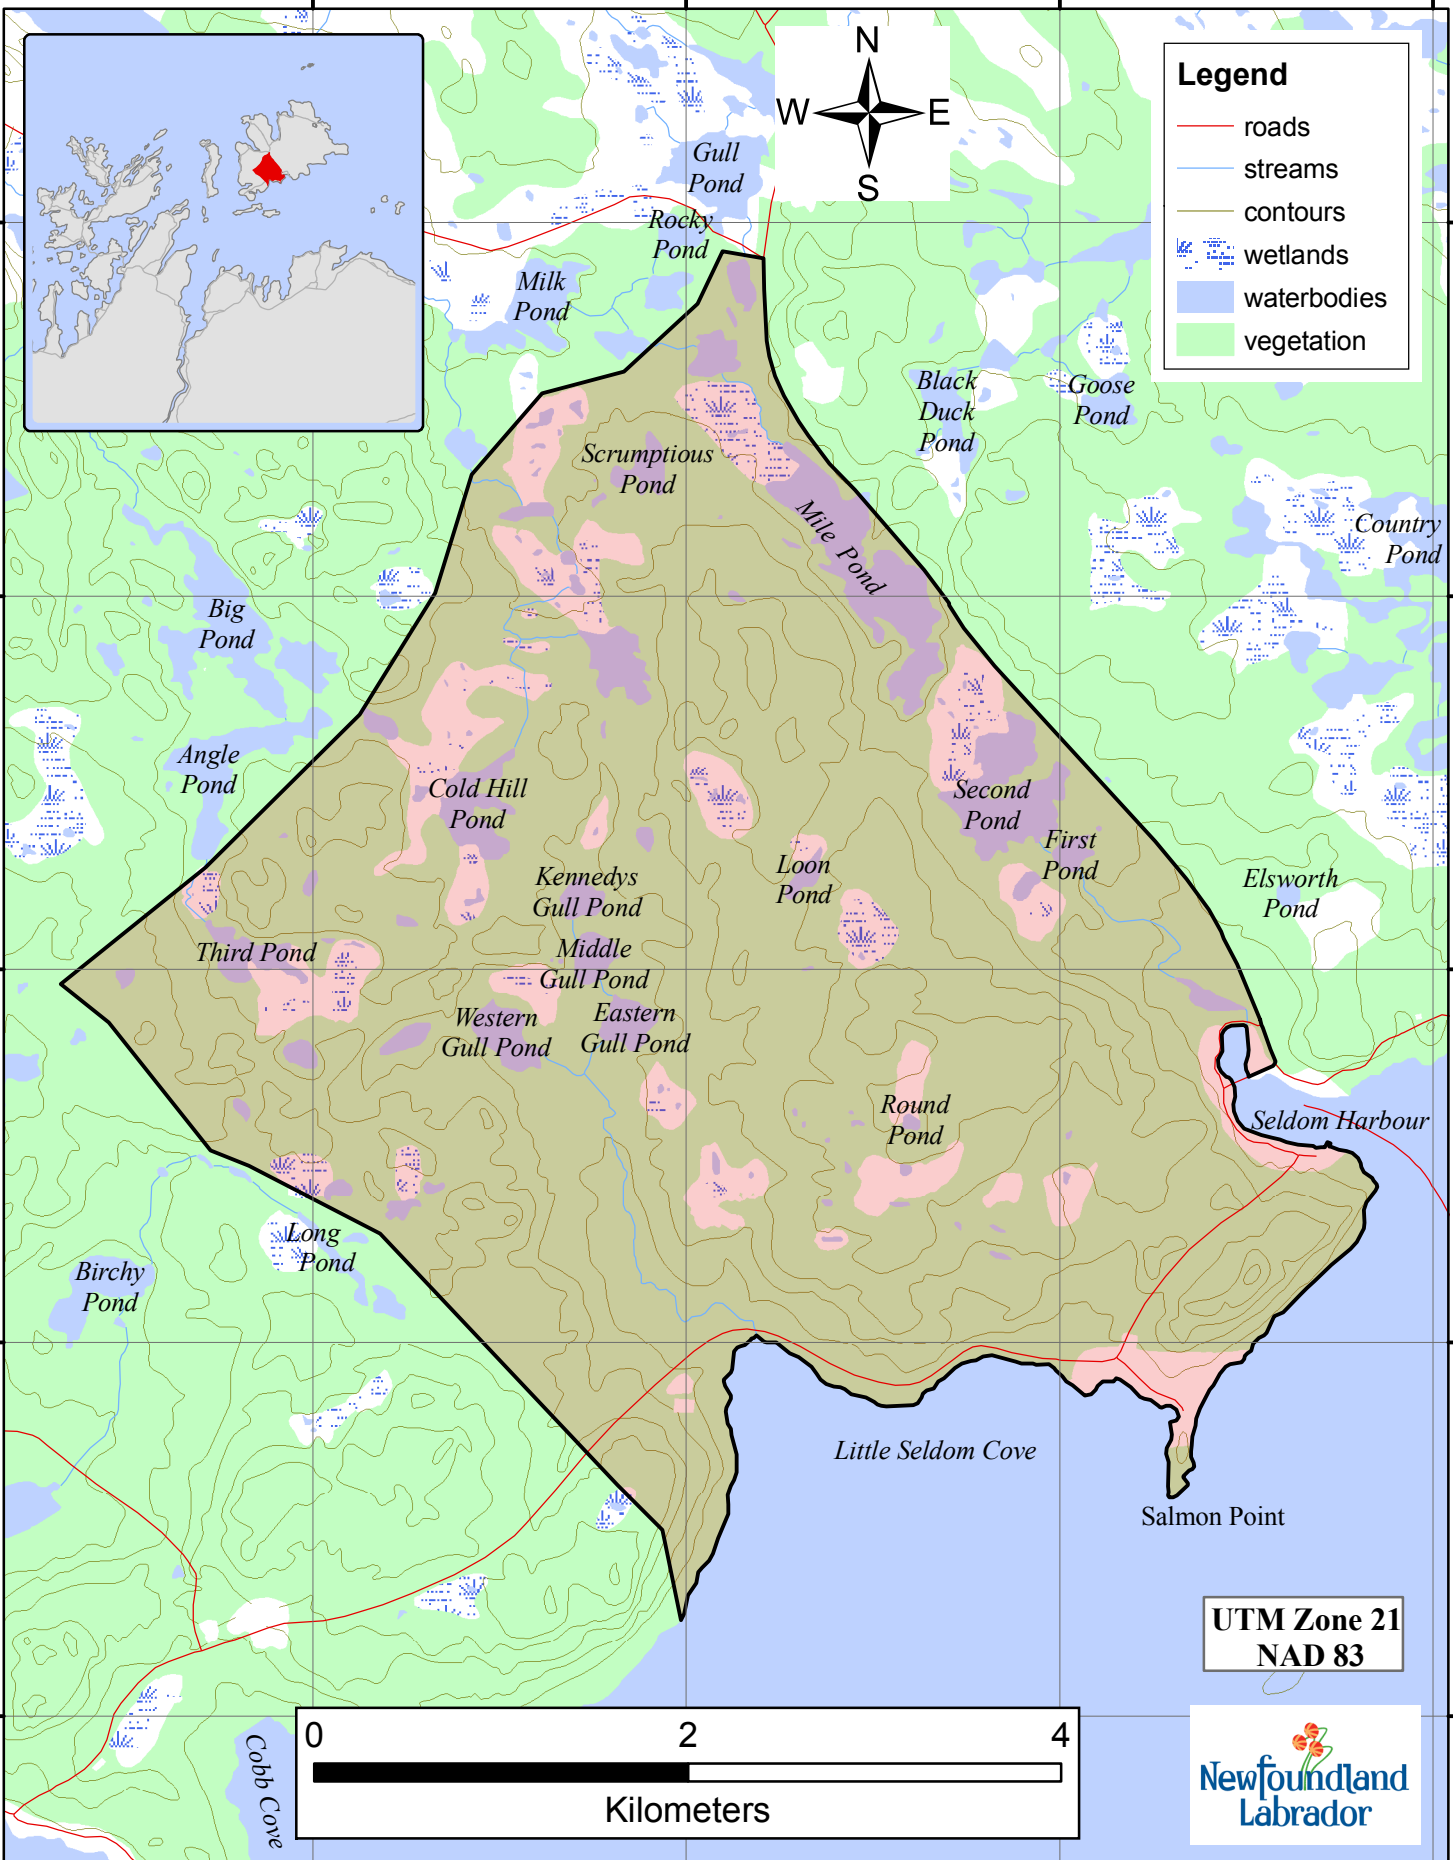 N
W E
S
Legend
roads
streams
contours
wetlands
waterbodies
vegetation
Gull
Pond
Rocky
Pond
Milk
Pond
Black
Duck
Pond
Goose
Pond
Scrumptious
Pond
Mile Pond
Country
Pond
Big
Pond
Angle
Pond
Cold Hill
Pond
Second
Pond
First
Pond
Loon
Pond
Kennedys
Gull Pond
Elsworth
Pond
Third Pond
Middle
Gull Pond
Western
Gull Pond
Eastern
Gull Pond
Round
Pond
Seldom Harbour
Long
Pond
Birchy
Pond
Little Seldom Cove
Salmon Point
UTM Zone 21
NAD 83
Cobb Cove
0 2 4
Kilometers
Newfoundland
Labrador